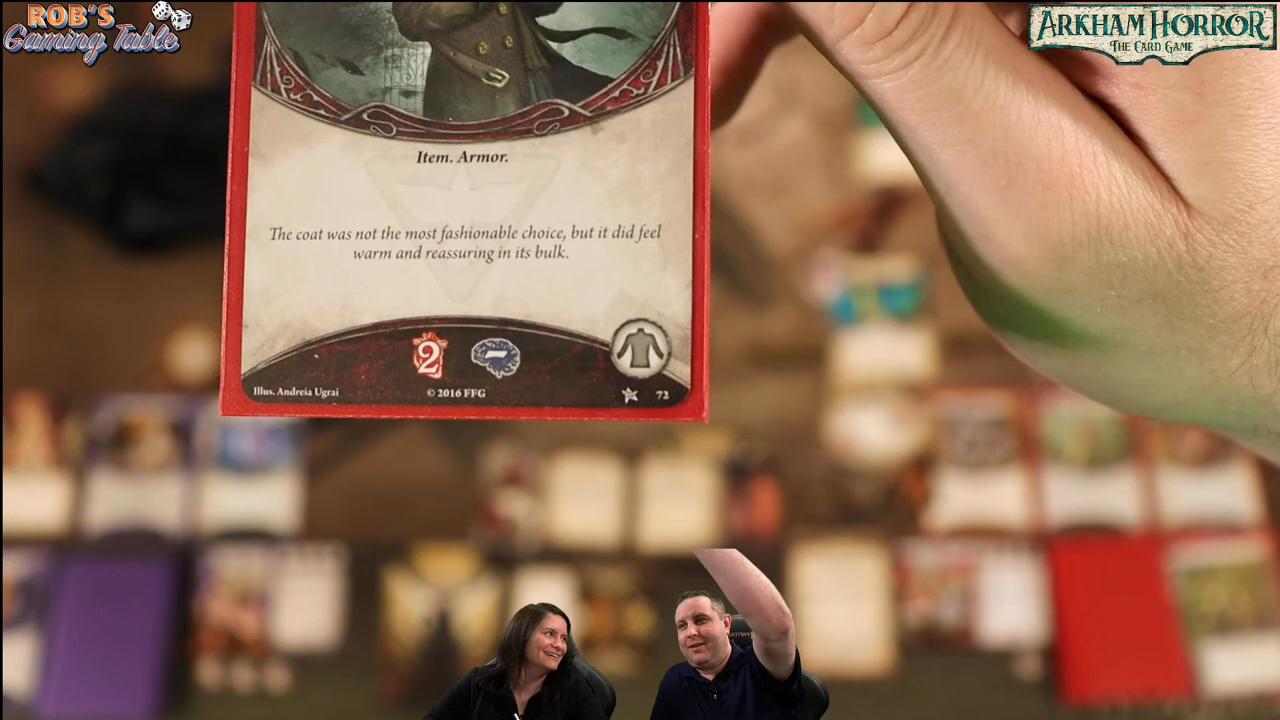 ROB'S
Gaming Table
ARKHAM HORROR
THE CARD GAME
Item. Armor.
The coat was not the most fashionable choice, but it did feel
warm and reassuring in its bulk.
2
-
Illus. Andreia Ugrai
© 2016 FFG
72